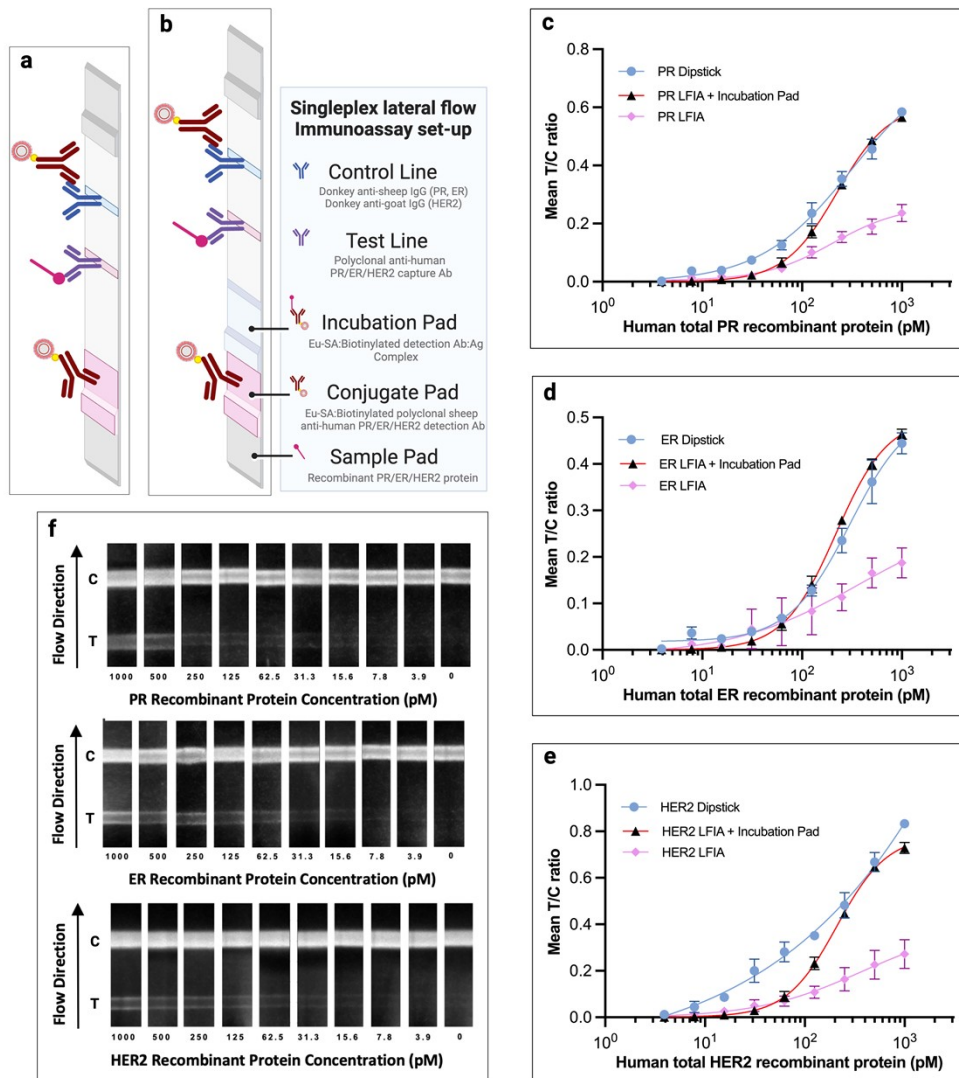 a
b
Singleplex lateral flow
Immunoassay set-up
Control Line
Donkey anti-sheep IgG (PR, ER)
Donkey anti-goat IgG (HER2)
Test Line
Polyclonal anti-human
PR/ER/HER2 capture Ab
Incubation Pad
Eu-SA:Biotinylated detection Ab:Ag
Complex
Conjugate Pad
Eu-SA:Biotinylated polyclonal sheep
anti-human PR/ER/HER2 detection Ab
Sample Pad
Recombinant PR/ER/HER2 protein
c
Mean T/C ratio
0.8
0.6
0.4
0.2
0.0
PR Dipstick
PR LFIA + Incubation Pad
PR LFIA
10⁰ 10¹ 10² 10³
Human total PR recombinant protein (pM)
d
Mean T/C ratio
0.5
0.4
0.3
0.2
0.1
0.0
ER Dipstick
ER LFIA + Incubation Pad
ER LFIA
10⁰ 10¹ 10² 10³
Human total ER recombinant protein (pM)
e
Mean T/C ratio
1.0
0.8
0.6
0.4
0.2
0.0
HER2 Dipstick
HER2 LFIA + Incubation Pad
HER2 LFIA
10⁰ 10¹ 10² 10³
Human total HER2 recombinant protein (pM)
f
Flow Direction
C
T
1000 500 250 125 62.5 31.3 15.6 7.8 3.9 0
PR Recombinant Protein Concentration (pM)
Flow Direction
C
T
1000 500 250 125 62.5 31.3 15.6 7.8 3.9 0
ER Recombinant Protein Concentration (pM)
Flow Direction
C
T
1000 500 250 125 62.5 31.3 15.6 7.8 3.9 0
HER2 Recombinant Protein Concentration (pM)